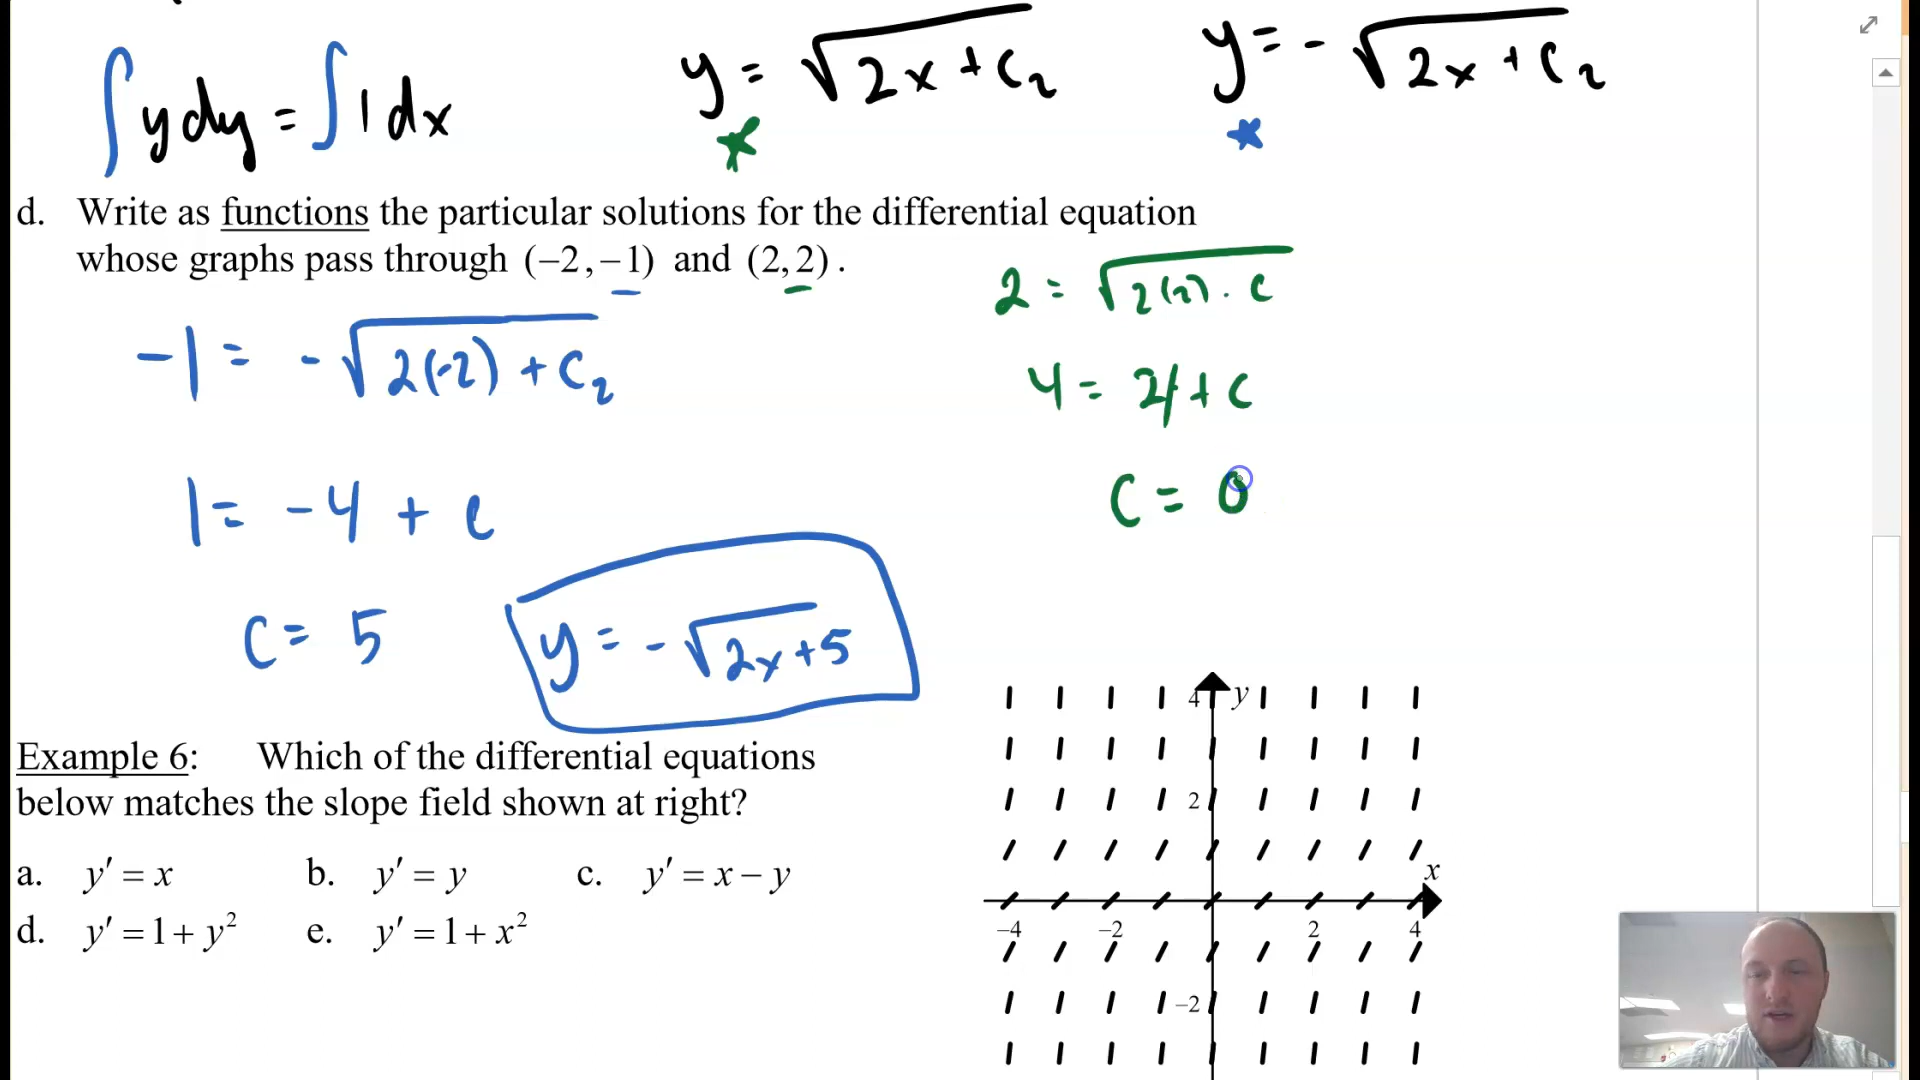 y = √2x + C₂
y = - √2x + C₂
∫ y dy = ∫ 1 dx
d. Write as functions the particular solutions for the differential equation
whose graphs pass through (−2,−1) and (2,2).
2 = √2(2) · C
-1 = - √2(-2) + C₂
4 = 4 + C
1 = -4 + C
C = 0
C = 5
y = - √2x + 5
Example 6: Which of the differential equations
below matches the slope field shown at right?
a. y′ = x b. y′ = y c. y′ = x − y
d. y′ = 1 + y² e. y′ = 1 + x²
4 y
2
x
−4 −2 2 4
−2